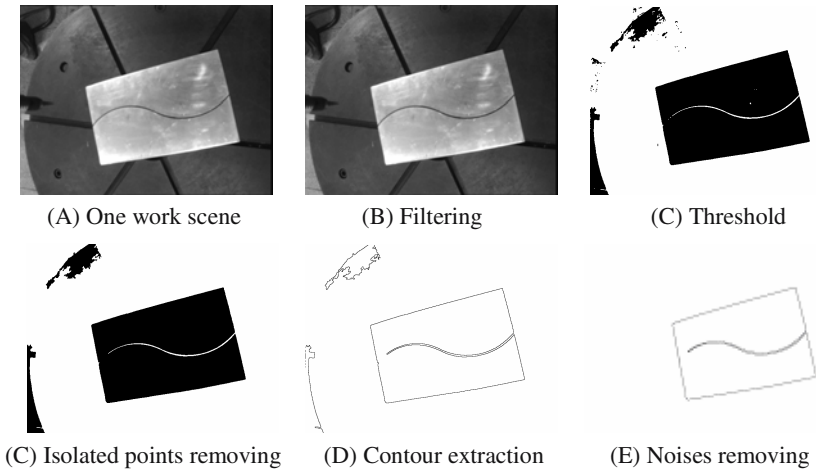 (A) One work scene
(B) Filtering
(C) Threshold
(C) Isolated points removing
(D) Contour extraction
(E) Noises removing